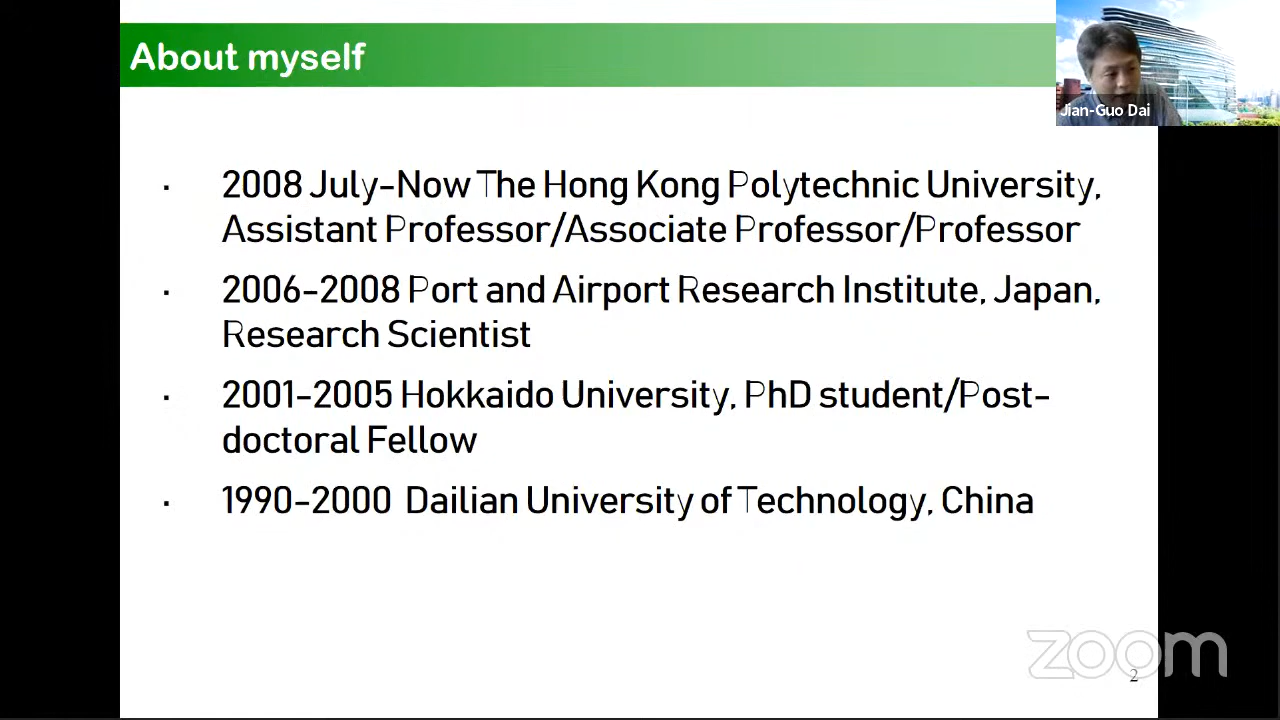 About myself
Jian-Guo Dai
· 2008 July-Now The Hong Kong Polytechnic University,
Assistant Professor/Associate Professor/Professor
· 2006-2008 Port and Airport Research Institute, Japan,
Research Scientist
· 2001-2005 Hokkaido University, PhD student/Post-
doctoral Fellow
· 1990-2000 Dailian University of Technology, China
zoom
2